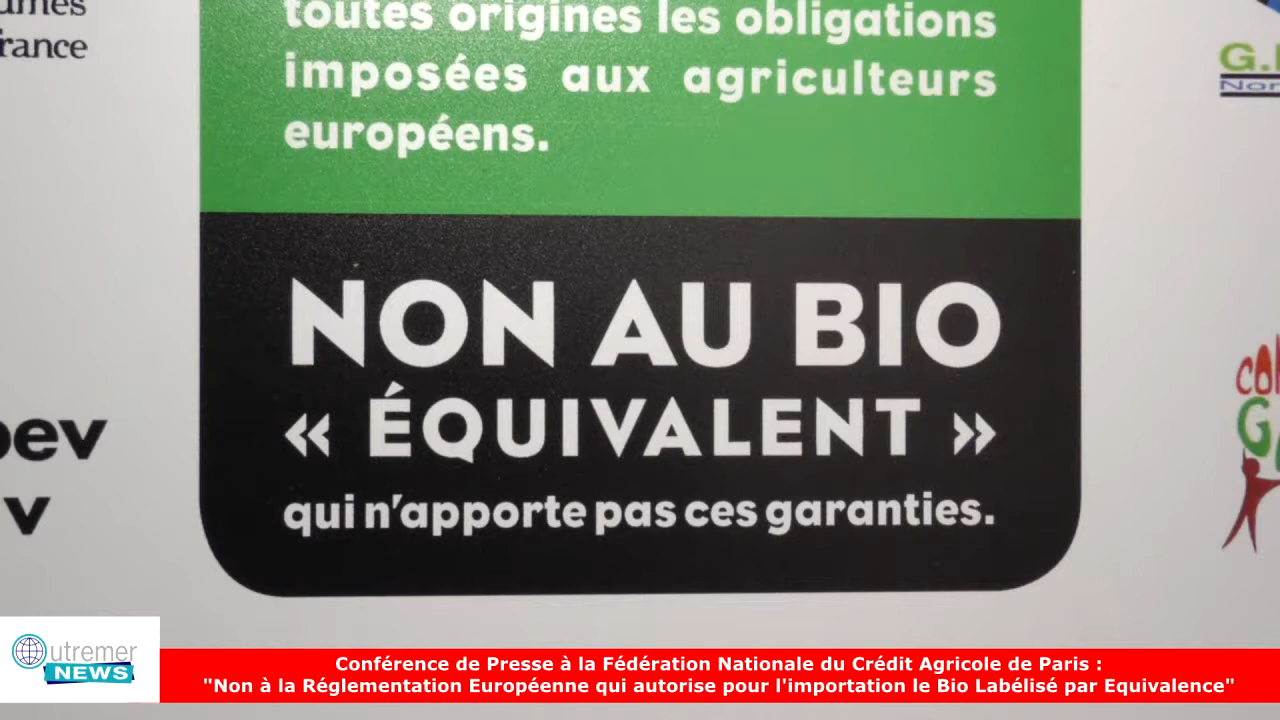 toutes origines les obligations
imposées aux agriculteurs
européens.
NON AU BIO
« ÉQUIVALENT »
qui n'apporte pas ces garanties.
Outremer
NEWS
Conférence de Presse à la Fédération Nationale du Crédit Agricole de Paris :
"Non à la Réglementation Européenne qui autorise pour l'importation le Bio Labélisé par Equivalence"